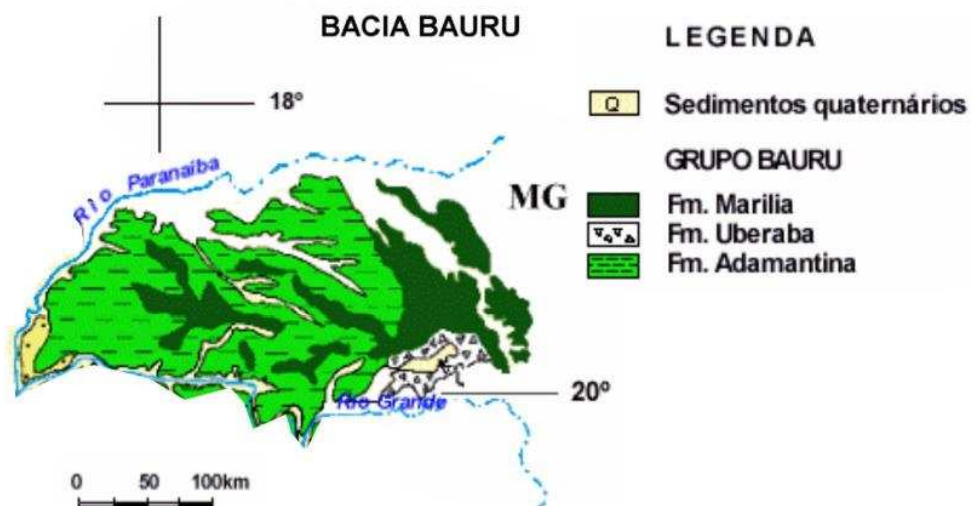 BACIA BAURU
18º
Rio Paranaíba
MG
20º
Rio Grande
0 50 100km
LEGENDA
Q Sedimentos quaternários
GRUPO BAURU
Fm. Marilia
Fm. Uberaba
Fm. Adamantina